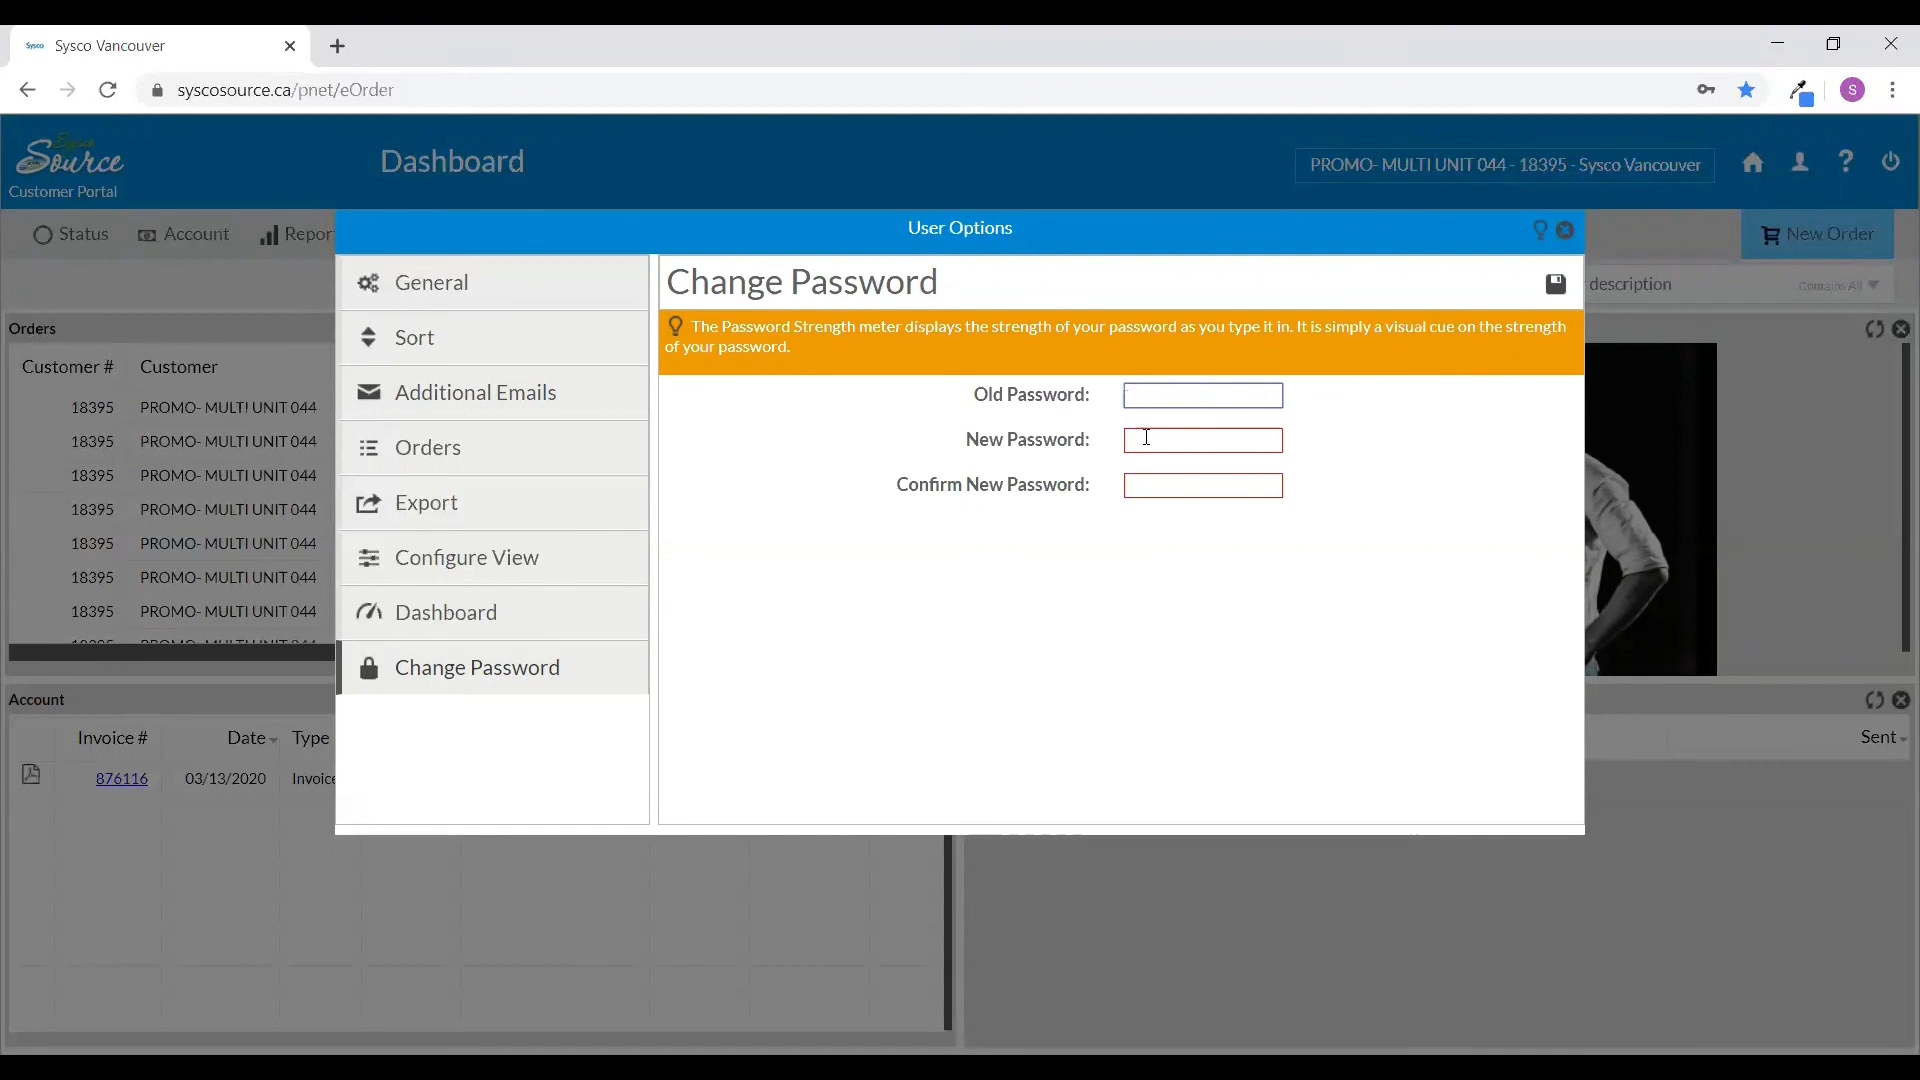 Sysco Sysco Vancouver
syscosource.ca/pnet/eOrder
S
Sysco
Source
Customer Portal
Dashboard
PROMO- MULTI UNIT 044 - 18395 - Sysco Vancouver
Status Account Repor
New Order
User Options
description
Contains All
General
Sort
Additional Emails
Orders
Export
Configure View
Dashboard
Change Password
Change Password
The Password Strength meter displays the strength of your password as you type it in. It is simply a visual cue on the strength
of your password.
Old Password:
New Password:
Confirm New Password:
Orders
Customer # Customer
18395 PROMO- MULTI UNIT 044
18395 PROMO- MULTI UNIT 044
18395 PROMO- MULTI UNIT 044
18395 PROMO- MULTI UNIT 044
18395 PROMO- MULTI UNIT 044
18395 PROMO- MULTI UNIT 044
18395 PROMO- MULTI UNIT 044
Account
Invoice # Date Type
876116 03/13/2020 Invoice
Sent